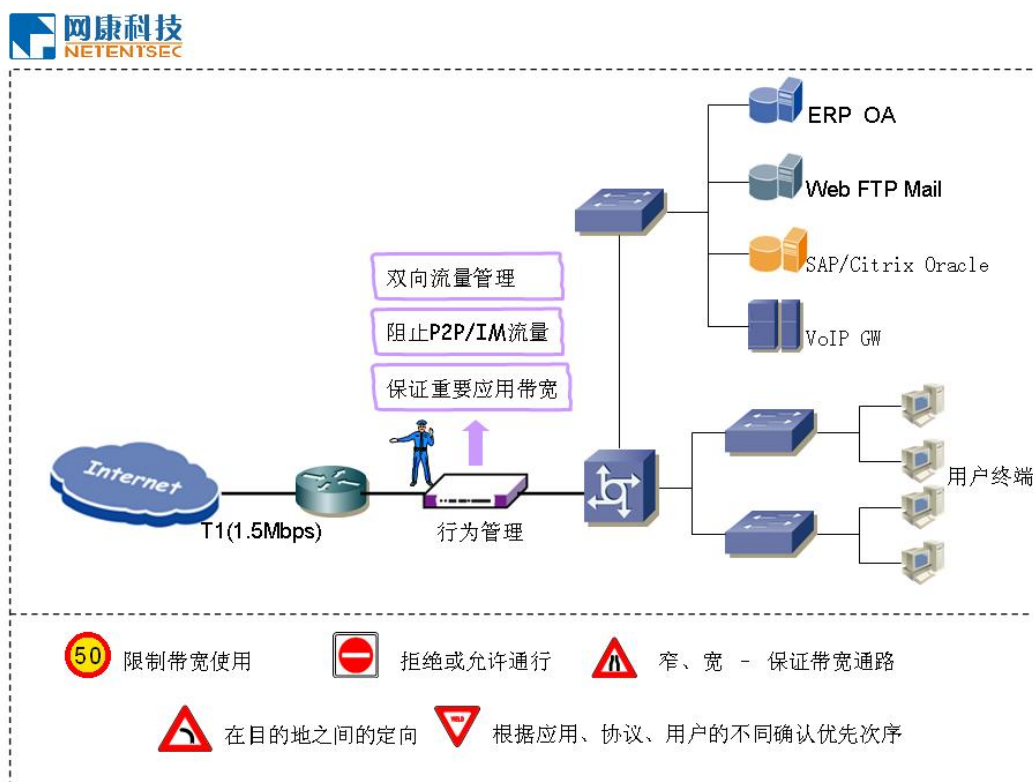 网康科技
NETENTSEC
ERP OA
Web FTP Mail
双向流量管理
SAP/Citrix Oracle
阻止P2P/IM流量
VoIP GW
保证重要应用带宽
Internet
用户终端
T1(1.5Mbps)
行为管理
50 限制带宽使用
拒绝或允许通行
窄、宽 - 保证带宽通路
在目的地之间的定向
YIELD
根据应用、协议、用户的不同确认优先次序